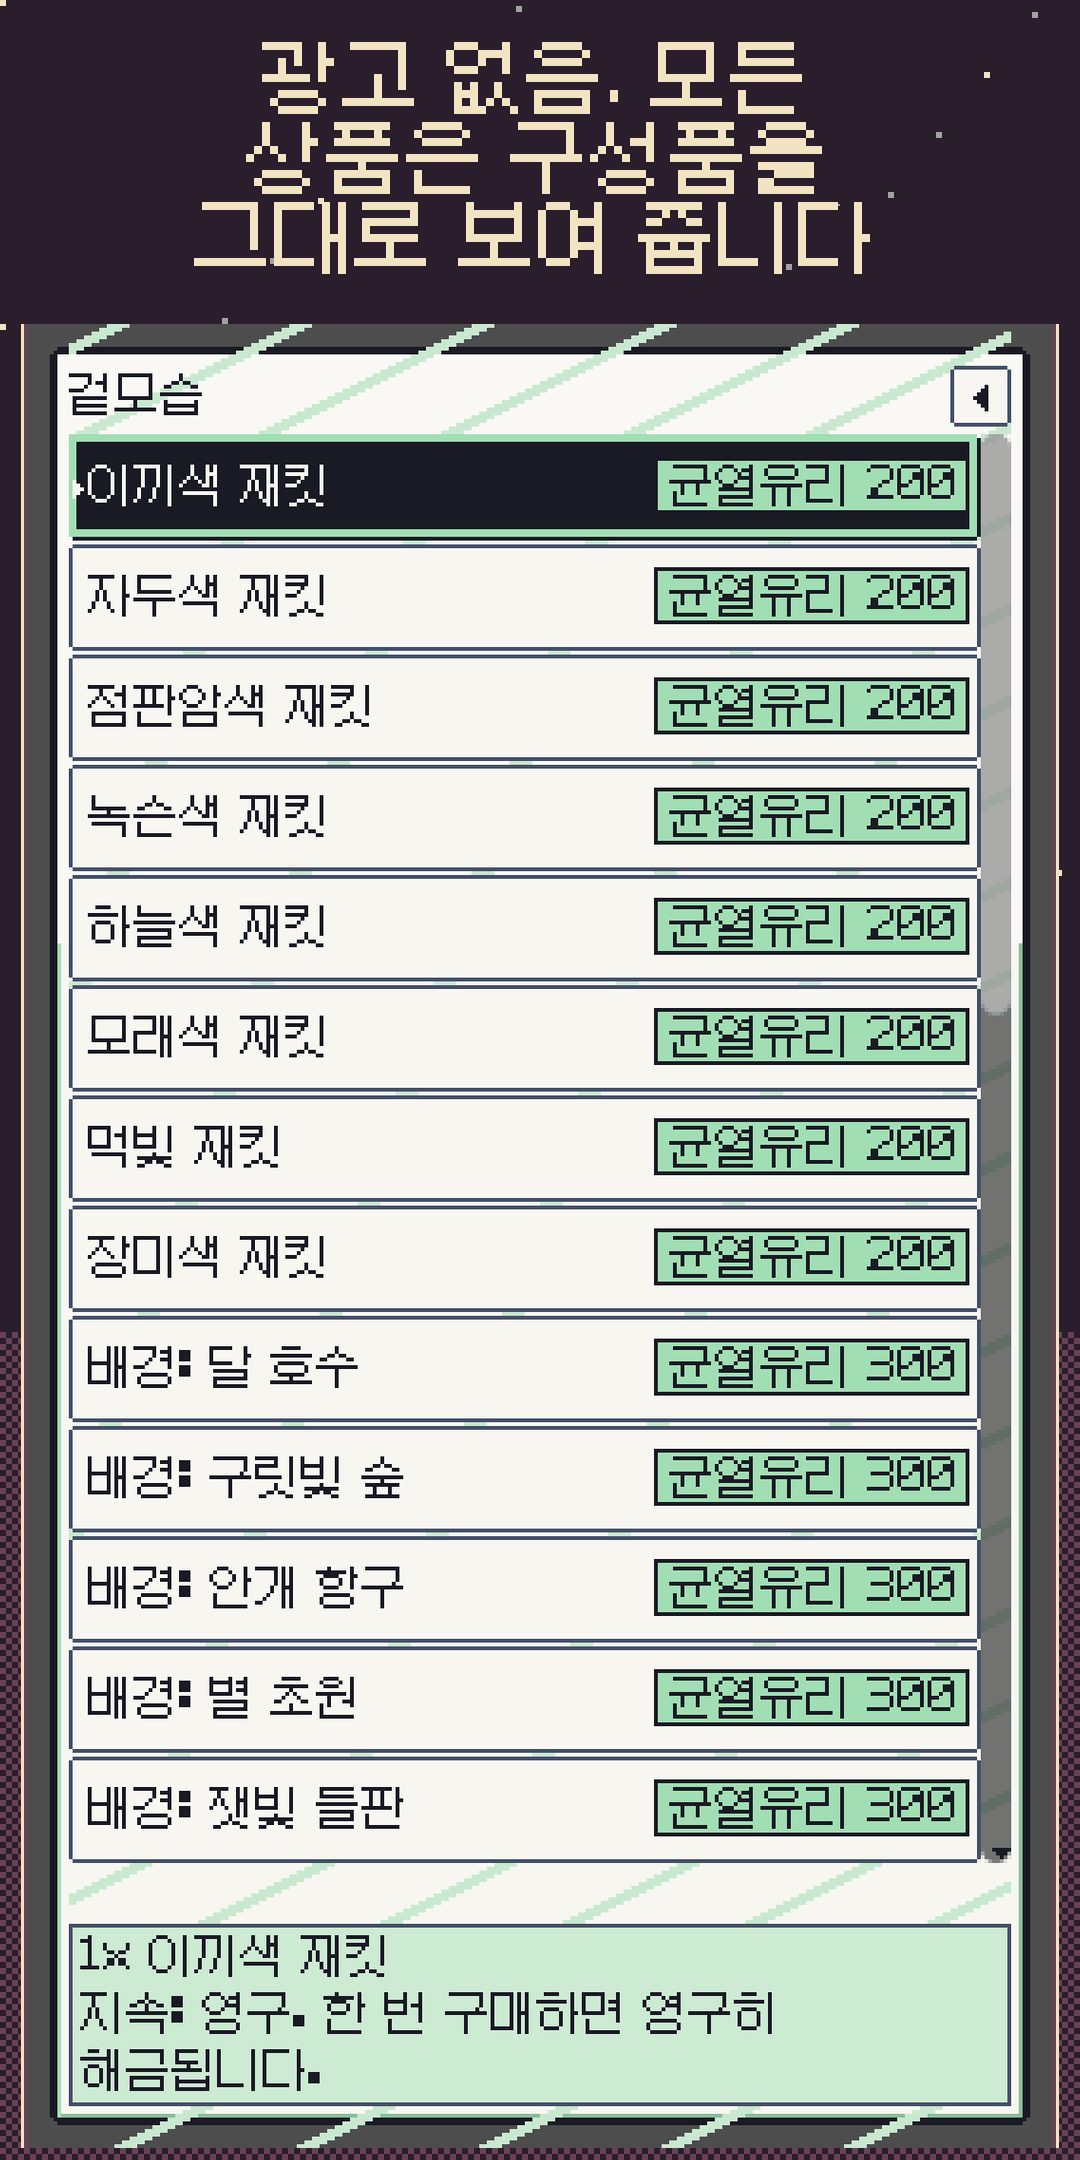 광고 없음. 모든
상품은 구성품을
그대로 보여 줍니다
겉모습
이끼색 재킷 균열유리 200
자두색 재킷 균열유리 200
점판암색 재킷 균열유리 200
녹슨색 재킷 균열유리 200
하늘색 재킷 균열유리 200
모래색 재킷 균열유리 200
먹빛 재킷 균열유리 200
장미색 재킷 균열유리 200
배경: 달 호수 균열유리 300
배경: 구릿빛 숲 균열유리 300
배경: 안개 항구 균열유리 300
배경: 별 초원 균열유리 300
배경: 잿빛 들판 균열유리 300
1x 이끼색 재킷
지속: 영구. 한 번 구매하면 영구히
해금됩니다.